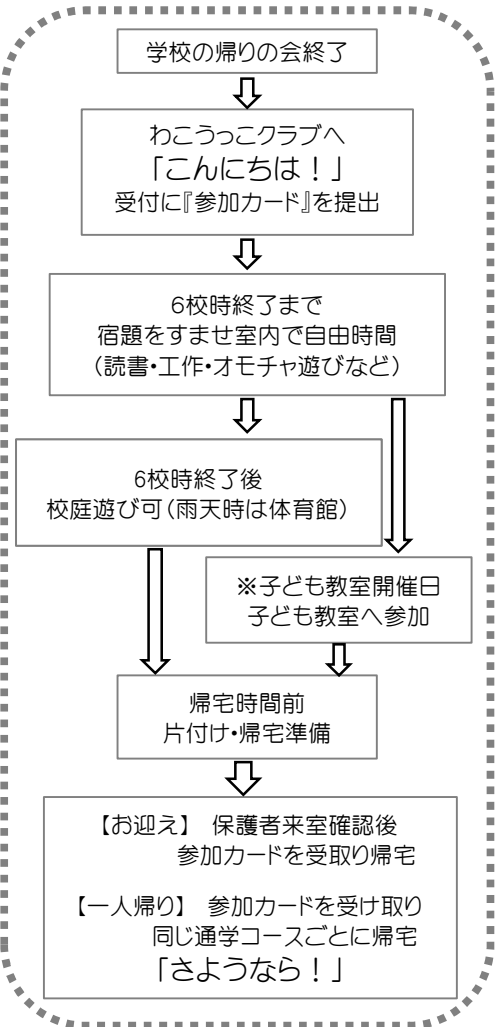 学校の帰りの会終了
わこうっこクラブへ
「こんにちは！」
受付に『参加カード』を提出
6校時終了まで
宿題をすませ室内で自由時間
（読書・工作・オモチャ遊びなど）
6校時終了後
校庭遊び可（雨天時は体育館）
※子ども教室開催日
子ども教室へ参加
帰宅時間前
片付け・帰宅準備
【お迎え】 保護者来室確認後
参加カードを受取り帰宅
【一人帰り】 参加カードを受け取り
同じ通学コースごとに帰宅
「さようなら！」